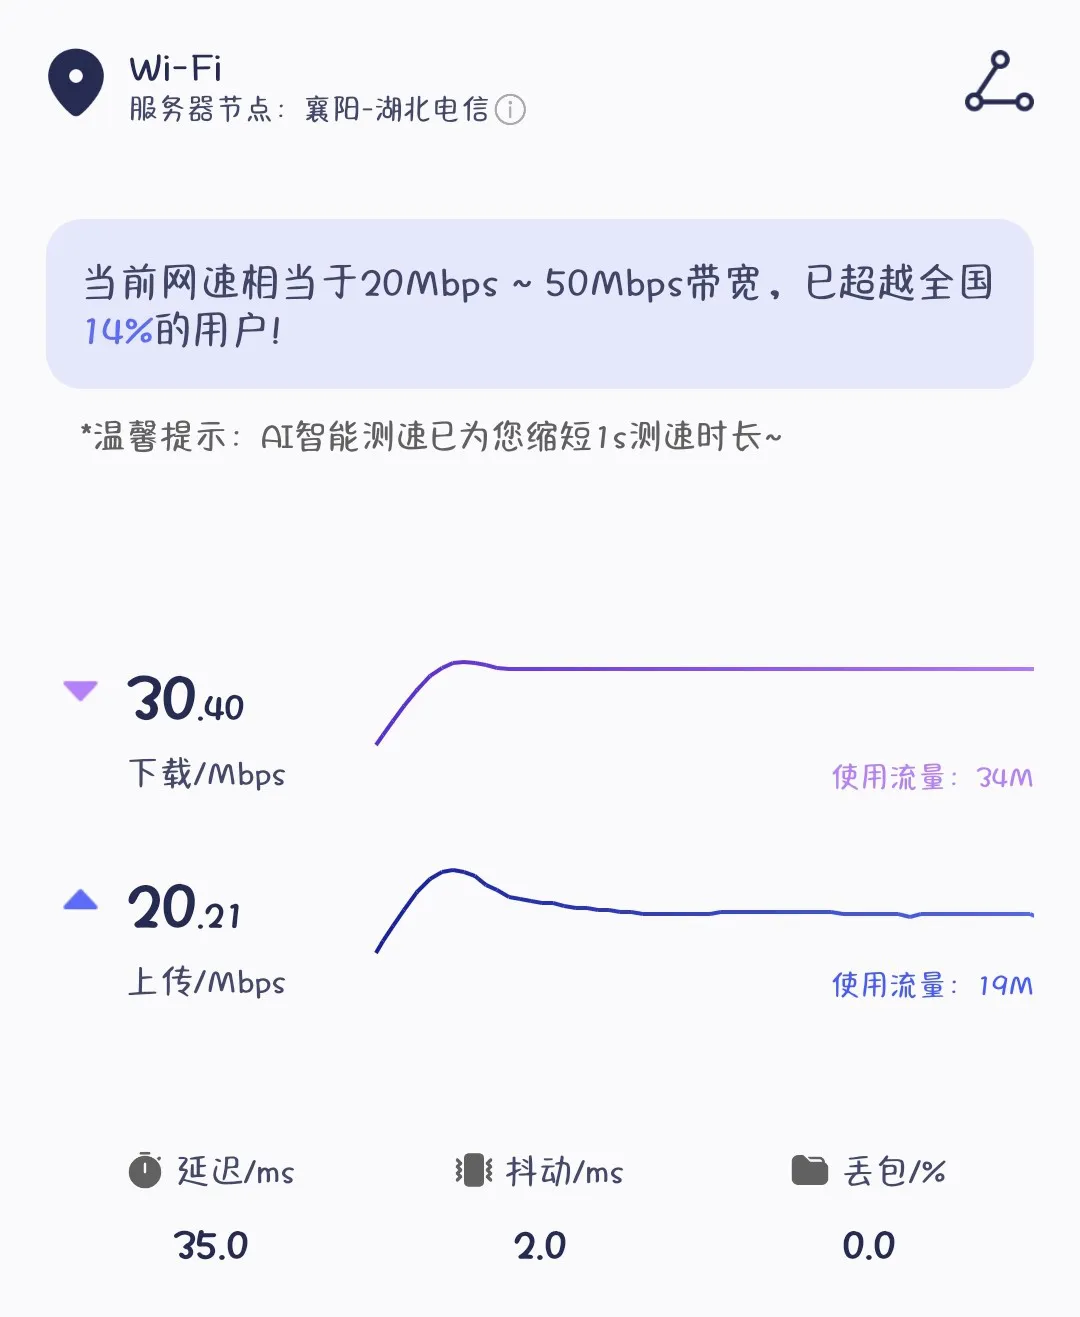 Wi-Fi
服务器节点：襄阳-湖北电信
当前网速相当于20Mbps ~ 50Mbps带宽，已超越全国
14%的用户!
*温馨提示：AI智能测速已为您缩短1s测速时长~
30.40
下载/Mbps
使用流量：34M
20.21
上传/Mbps
使用流量：19M
延迟/ms 抖动/ms 丢包/%
35.0 2.0 0.0